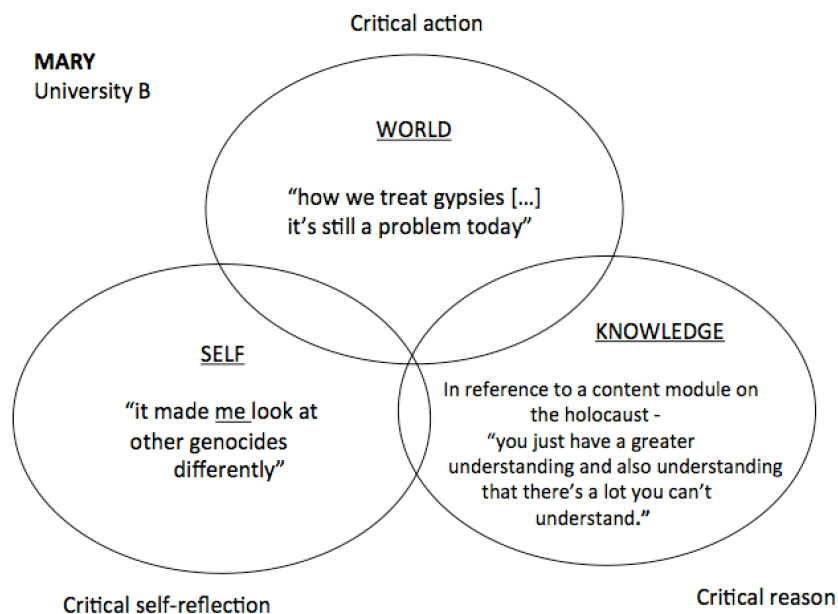 Critical action
MARY
University B
WORLD
“how we treat gypsies […]
it’s still a problem today”
SELF
“it made me look at
other genocides
differently”
KNOWLEDGE
In reference to a content module on
the holocaust -
“you just have a greater
understanding and also understanding
that there’s a lot you can’t
understand.”
Critical self-reflection
Critical reason